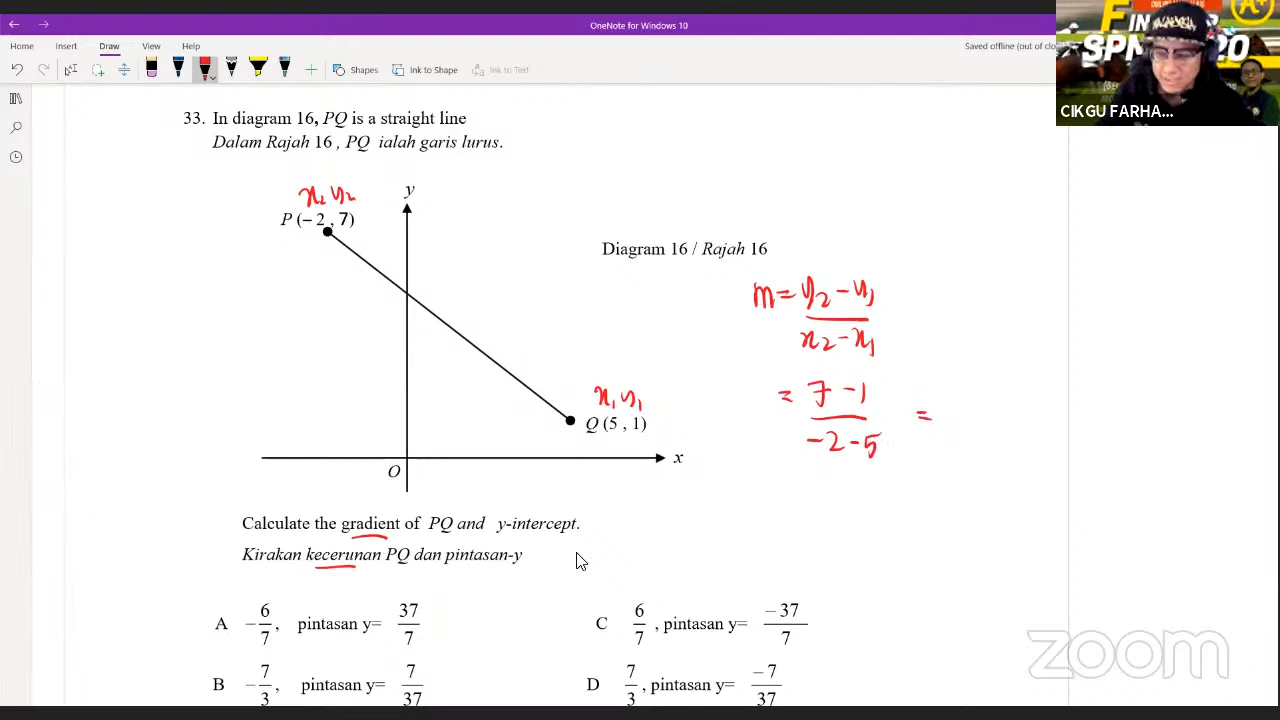 OneNote for Windows 10
Home Insert Draw View Help
Saved offline (out of
Shapes Ink to Shape Ink to Text
F IN
A+
SPM 20
MALAYSIA
CIKGU FARHA...
33. In diagram 16, PQ is a straight line
Dalam Rajah 16 , PQ ialah garis lurus.
y
x₂ y₂
P (– 2 , 7)
Diagram 16 / Rajah 16
m = y₂ – y₁
x₂ – x₁
= 7 – 1
–2 – 5 =
x₁ y₁
Q (5 , 1)
x
O
Calculate the gradient of PQ and y-intercept.
Kirakan kecerunan PQ dan pintasan-y
A –6/7, pintasan y= 37/7
C 6/7 , pintasan y= –37/7
B –7/3, pintasan y= 7/37
D 7/3, pintasan y= –7/37
zoom